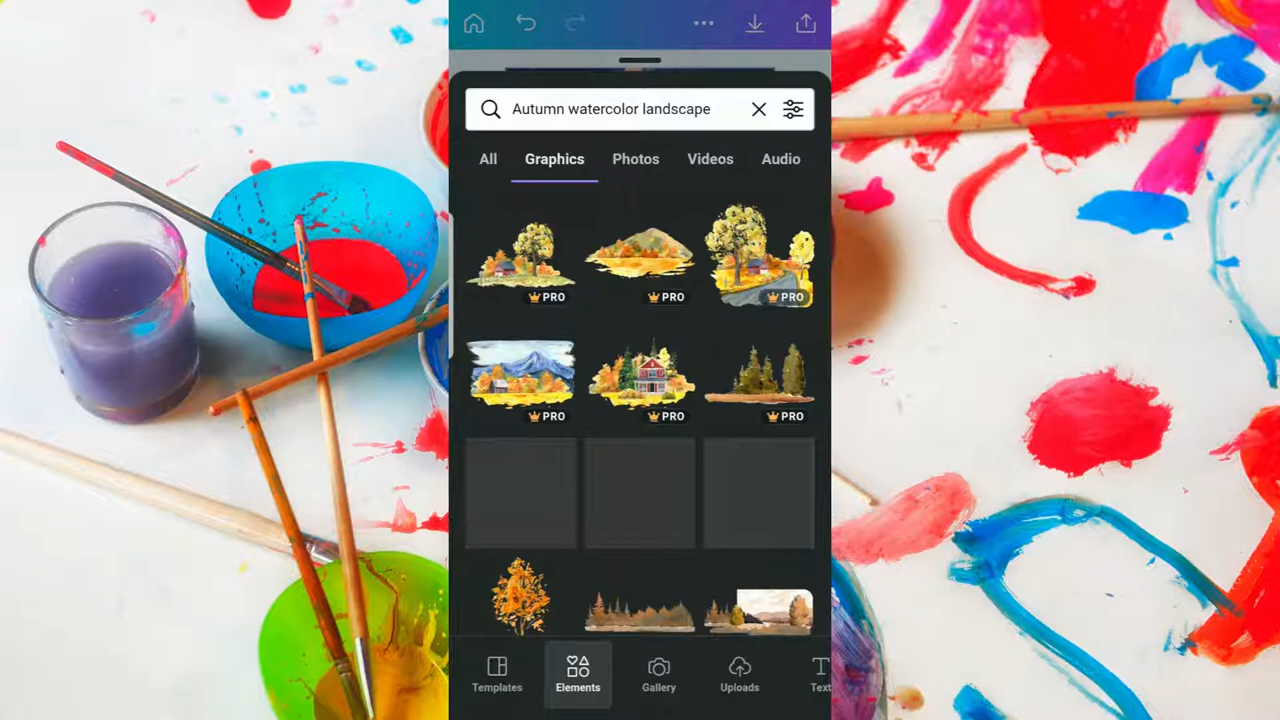 Autumn watercolor landscape
All Graphics Photos Videos Audio
PRO PRO PRO
PRO PRO PRO
Templates Elements Gallery Uploads Text